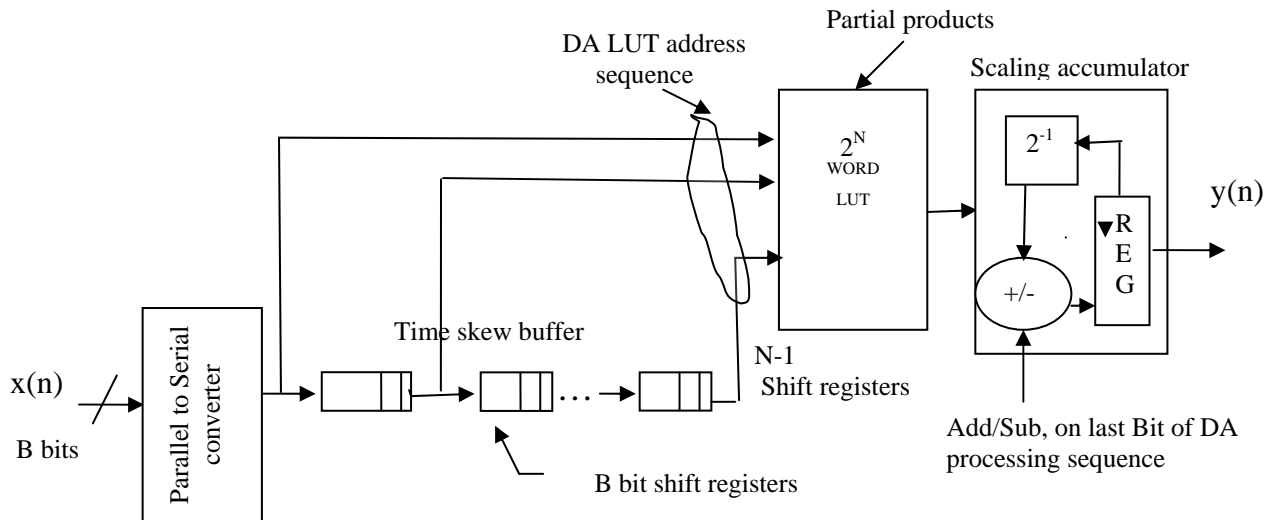 Partial products
DA LUT address
sequence
Scaling accumulator
2^N
WORD
LUT
2^-1
R
E
G
+/-
y(n)
Time skew buffer
N-1
Shift registers
x(n)
B bits
Parallel to Serial
converter
...
B bit shift registers
Add/Sub, on last Bit of DA
processing sequence